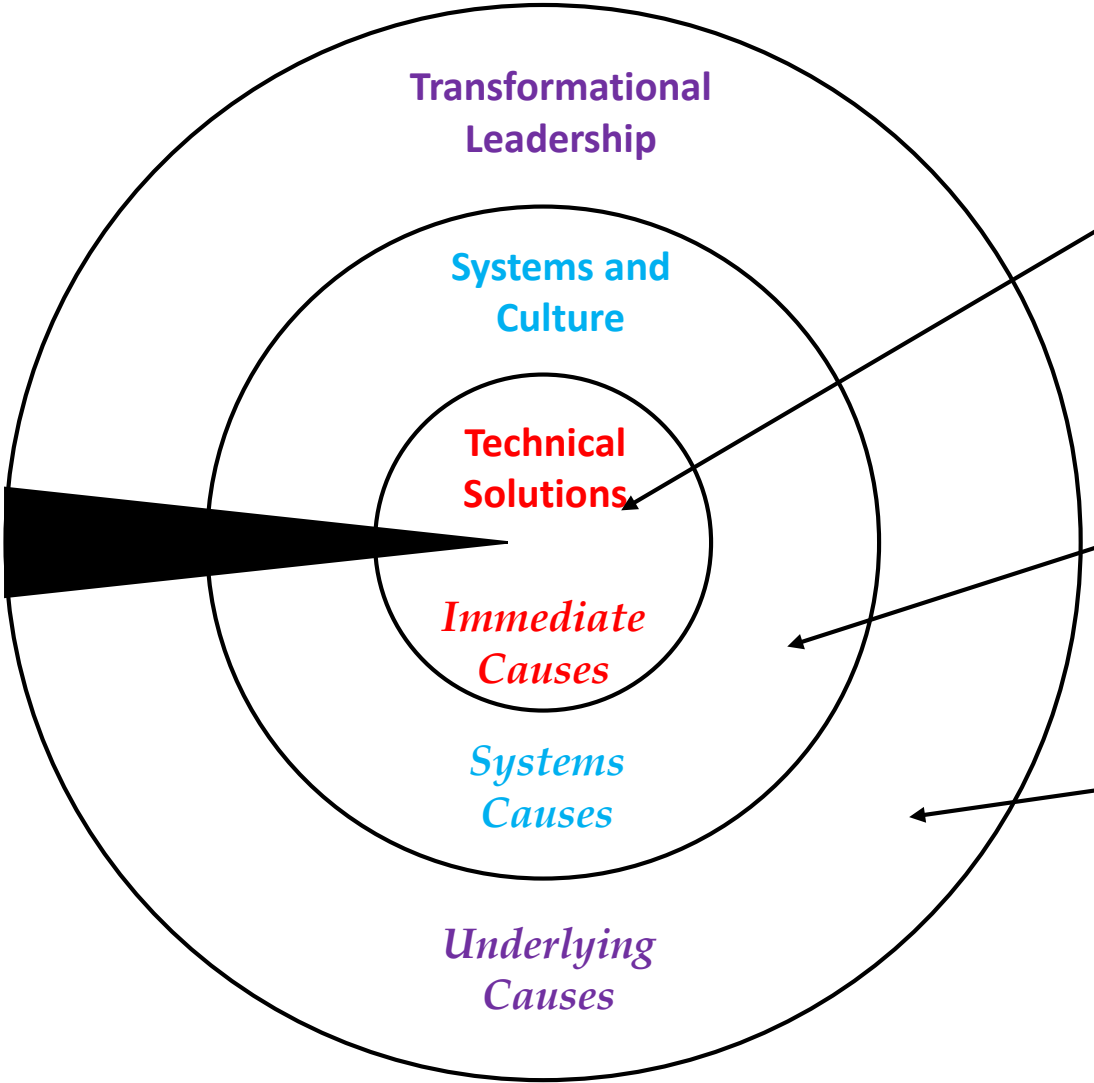 Transformational
Leadership
Systems and
Culture
Technical
Solutions
Immediate
Causes
Systems
Causes
Underlying
Causes